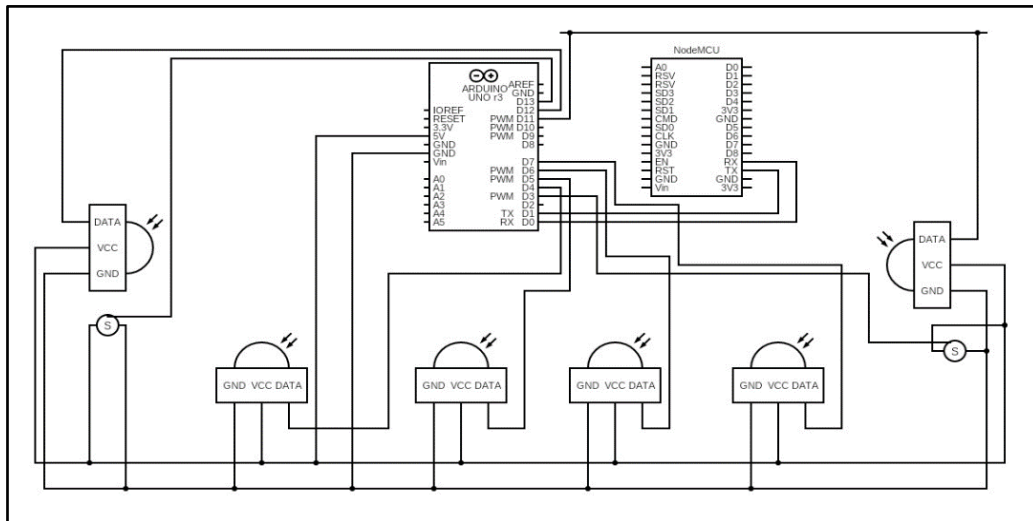 NodeMCU
A0 D0
RSV D1
RSV D2
SD3 D3
SD2 D4
SD1 3V3
CMD GND
SD0 D5
CLK D6
GND D7
3V3 D8
EN RX
RST TX
GND GND
Vin 3V3
ARDUINO
UNO r3
AREF
GND
D13
IOREF D12
RESET PWM D11
3.3V PWM D10
5V PWM D9
GND D8
GND
Vin D7
PWM D6
A0 PWM D5
A1 D4
A2 PWM D3
A3 D2
A4 TX D1
A5 RX D0
DATA
VCC
GND
S
DATA
VCC
GND
S
GND VCC DATA
GND VCC DATA
GND VCC DATA
GND VCC DATA